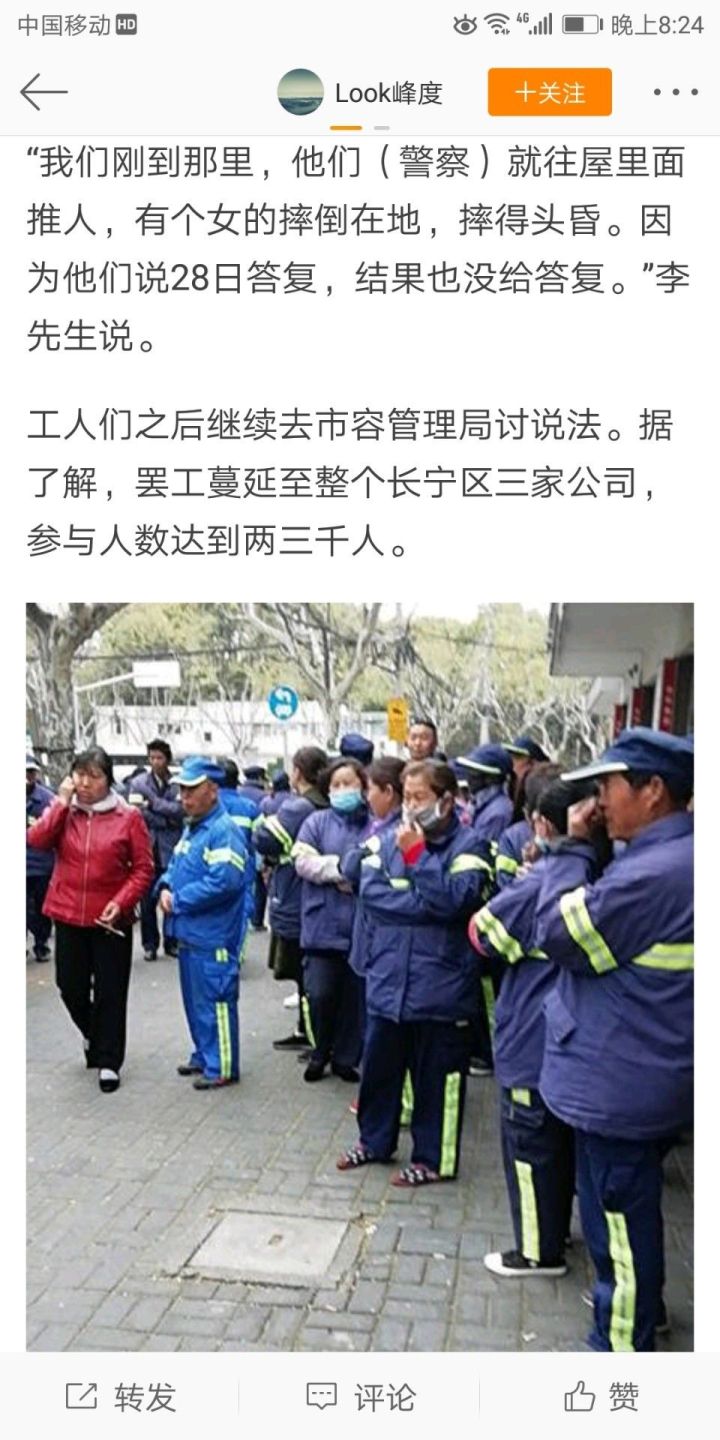 中国移动HD
4G 晚上8:24
Look峰度
十关注
“我们刚到那里，他们（警察）就往屋里面
推人，有个女的摔倒在地，摔得头昏。因
为他们说28日答复，结果也没给答复。”李
先生说。
工人们之后继续去市容管理局讨说法。据
了解，罢工蔓延至整个长宁区三家公司，
参与人数达到两三千人。
转发
评论
赞